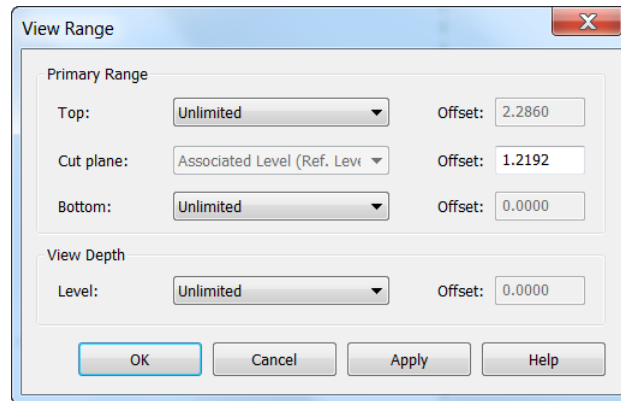 View Range
Primary Range
Top: Unlimited Offset: 2.2860
Cut plane: Associated Level (Ref. Leve Offset: 1.2192
Bottom: Unlimited Offset: 0.0000
View Depth
Level: Unlimited Offset: 0.0000
OK Cancel Apply Help